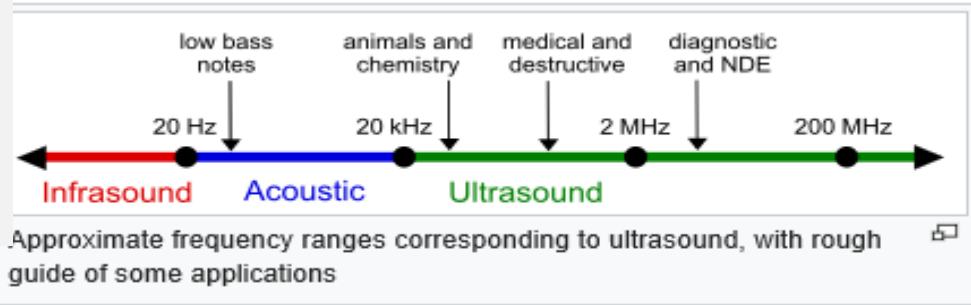 low bass
notes
animals and
chemistry
medical and
destructive
diagnostic
and NDE
20 Hz
20 kHz
2 MHz
200 MHz
Infrasound
Acoustic
Ultrasound
Approximate frequency ranges corresponding to ultrasound, with rough
guide of some applications